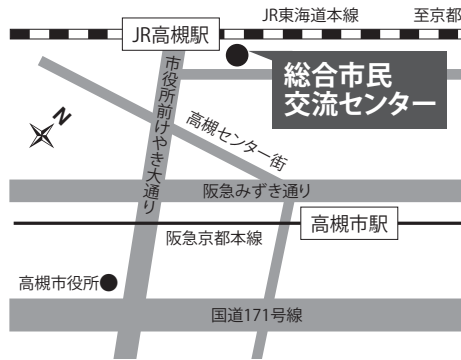 JR東海道本線
至京都
JR高槻駅
総合市民
交流センター
市役所前けやき大通り
N
高槻センター街
阪急みずき通り
高槻市駅
阪急京都本線
高槻市役所
国道171号線